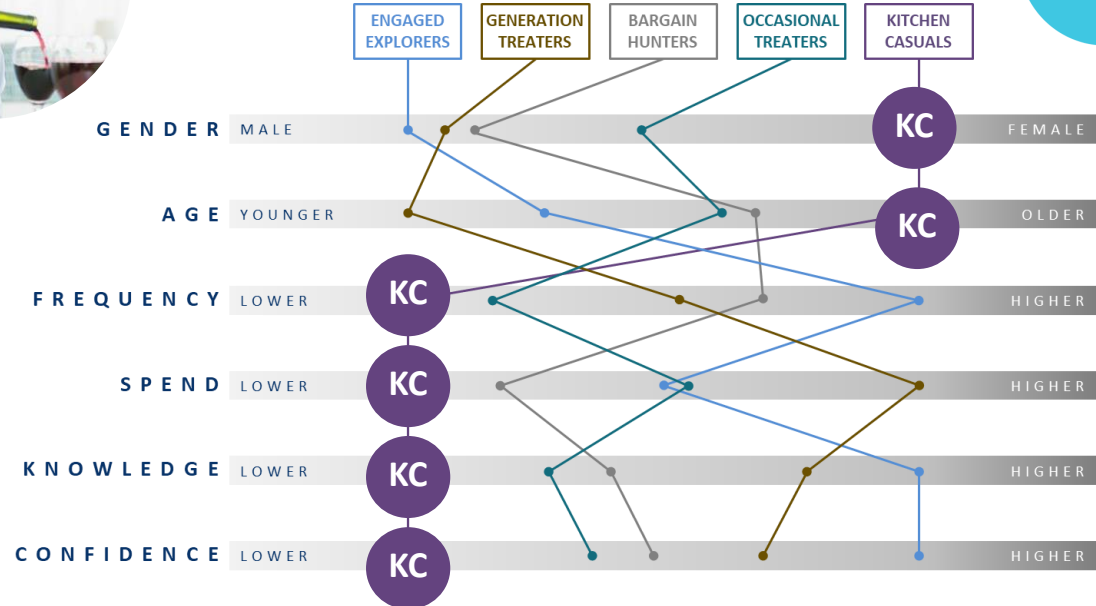 ENGAGED
EXPLORERS
GENERATION
TREATERS
BARGAIN
HUNTERS
OCCASIONAL
TREATERS
KITCHEN
CASUALS
GENDER MALE KC FEMALE
AGE YOUNGER KC OLDER
FREQUENCY LOWER KC HIGHER
SPEND LOWER KC HIGHER
KNOWLEDGE LOWER KC HIGHER
CONFIDENCE LOWER KC HIGHER